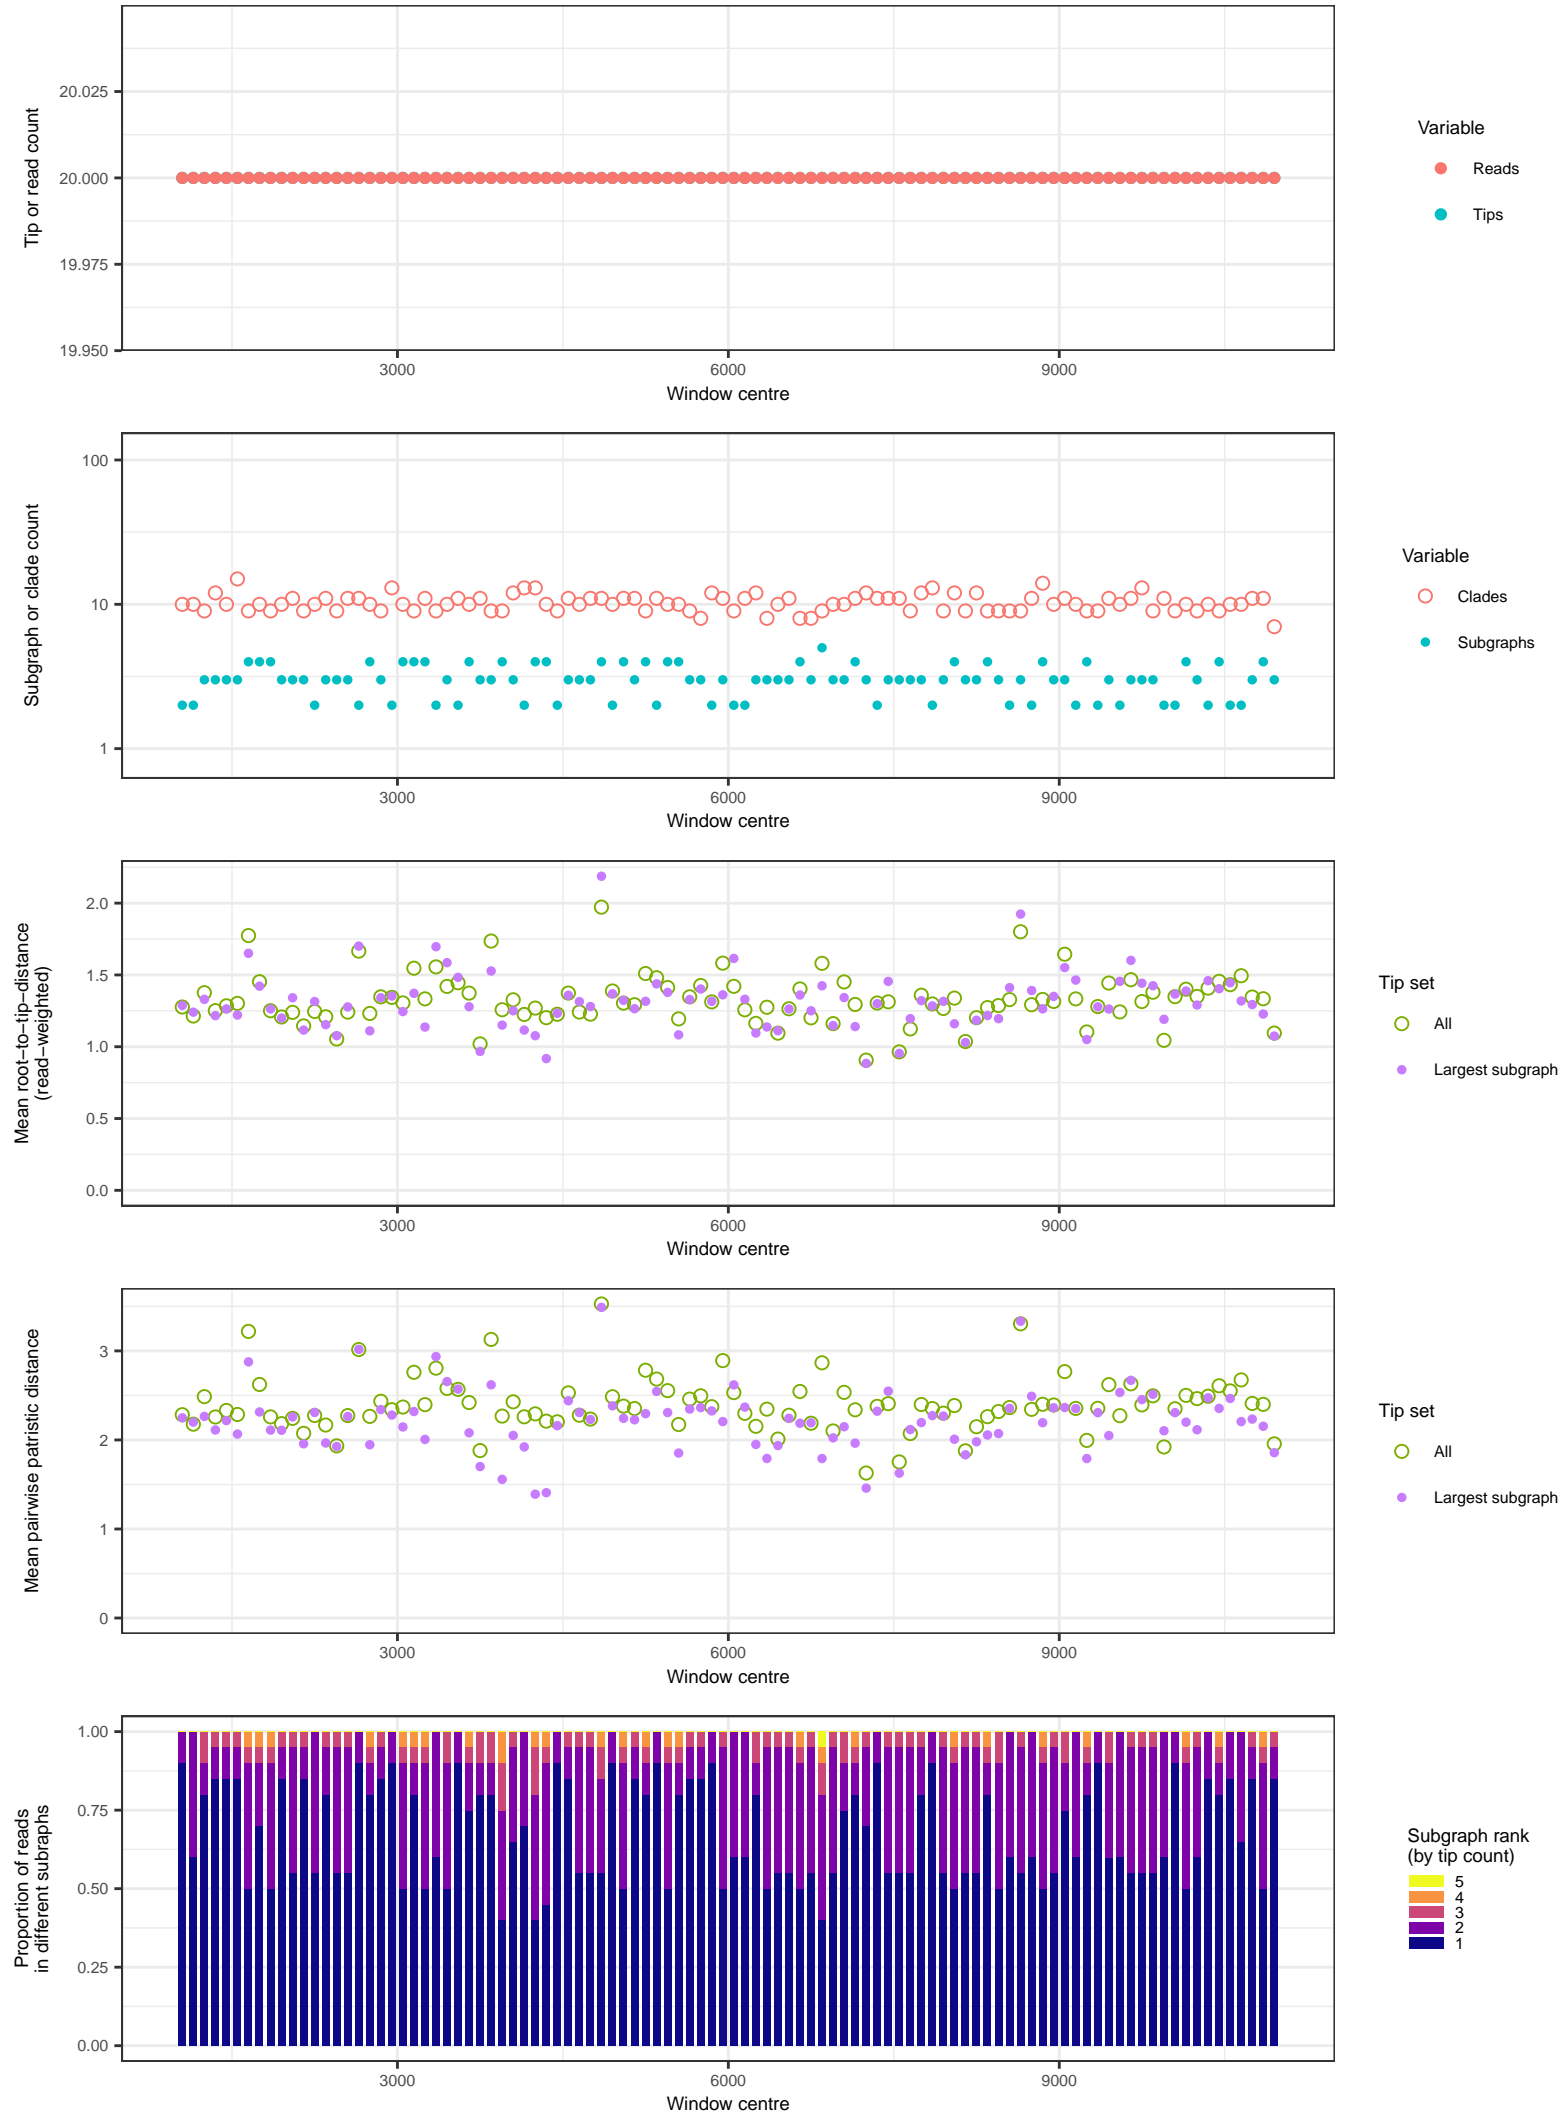 20.025
20.000
19.975
19.950
Tip or read count
3000
6000
9000
Window centre
Variable
Reads
Tips
100
10
1
Subgraph or clade count
3000
6000
9000
Window centre
Variable
Clades
Subgraphs
2.0
1.5
1.0
0.5
0.0
Mean root−to−tip−distance
(read−weighted)
3000
6000
9000
Window centre
Tip set
All
Largest subgraph
3
2
1
0
Mean pairwise patristic distance
3000
6000
9000
Window centre
Tip set
All
Largest subgraph
1.00
0.75
0.50
0.25
0.00
Proportion of reads
in different subraphs
3000
6000
9000
Window centre
Subgraph rank
(by tip count)
5
4
3
2
1